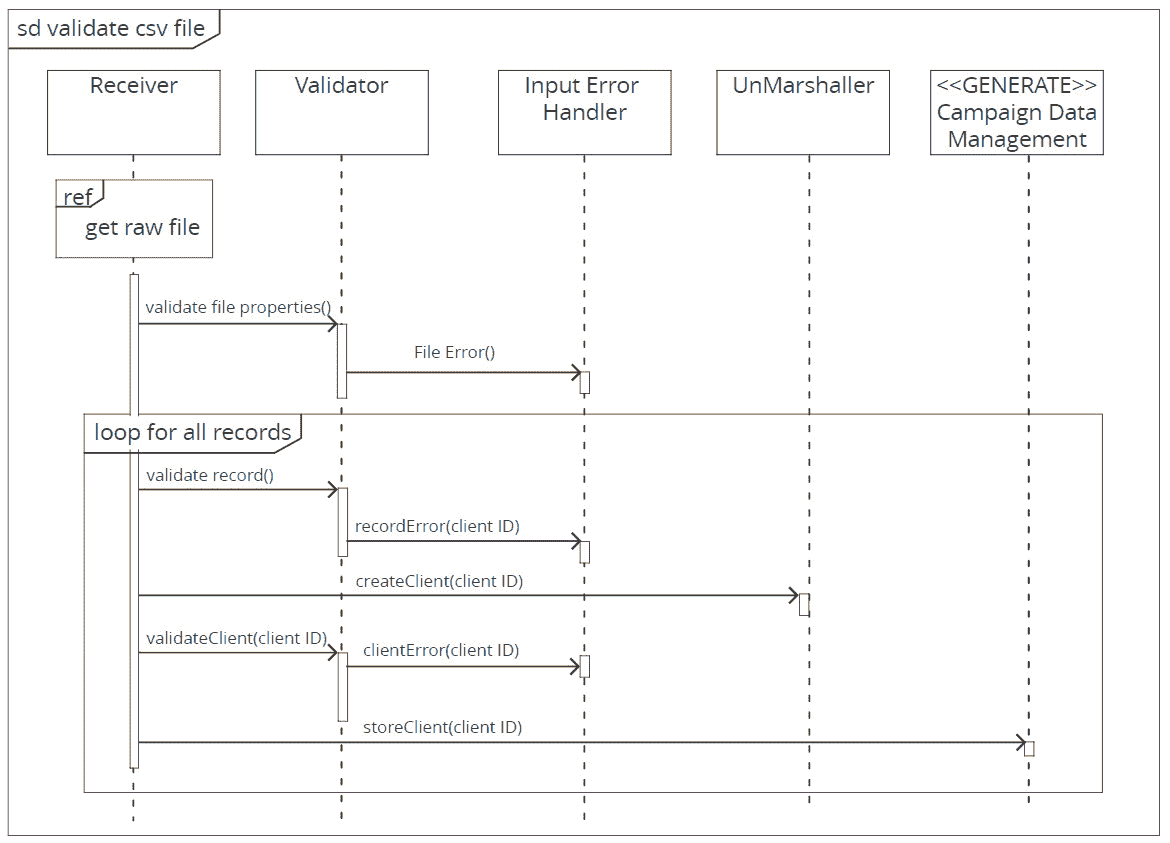 sd validate csv file
Receiver
Validator
Input Error
Handler
UnMarshaller
<<GENERATE>>
Campaign Data
Management
ref
get raw file
validate file properties()
File Error()
loop for all records
validate record()
recordError(client ID)
createClient(client ID)
validateClient(client ID)
clientError(client ID)
storeClient(client ID)